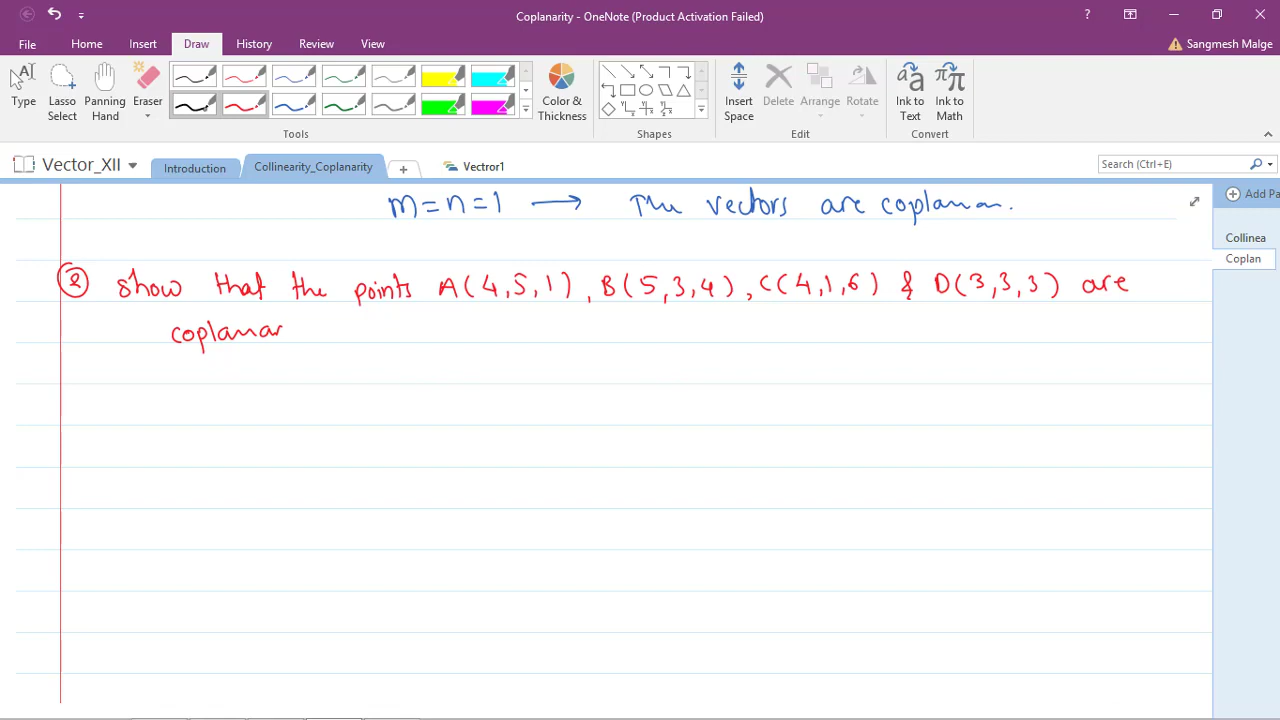 Coplanarity - OneNote (Product Activation Failed)
File Home Insert Draw History Review View Sangmesh Malge
Type Lasso Select Panning Hand Eraser Color & Thickness Insert Space Delete Arrange Rotate Ink to Text Ink to Math
Tools Shapes Edit Convert
Vector_XII Introduction Collinearity_Coplanarity Vectror1 Search (Ctrl+E)
Add Pa
m=n=1 → The vectors are coplanar.
Collinea
Coplan
② show that the points A(4,5,1), B(5,3,4), C(4,1,6) & D(3,3,3) are
coplanar